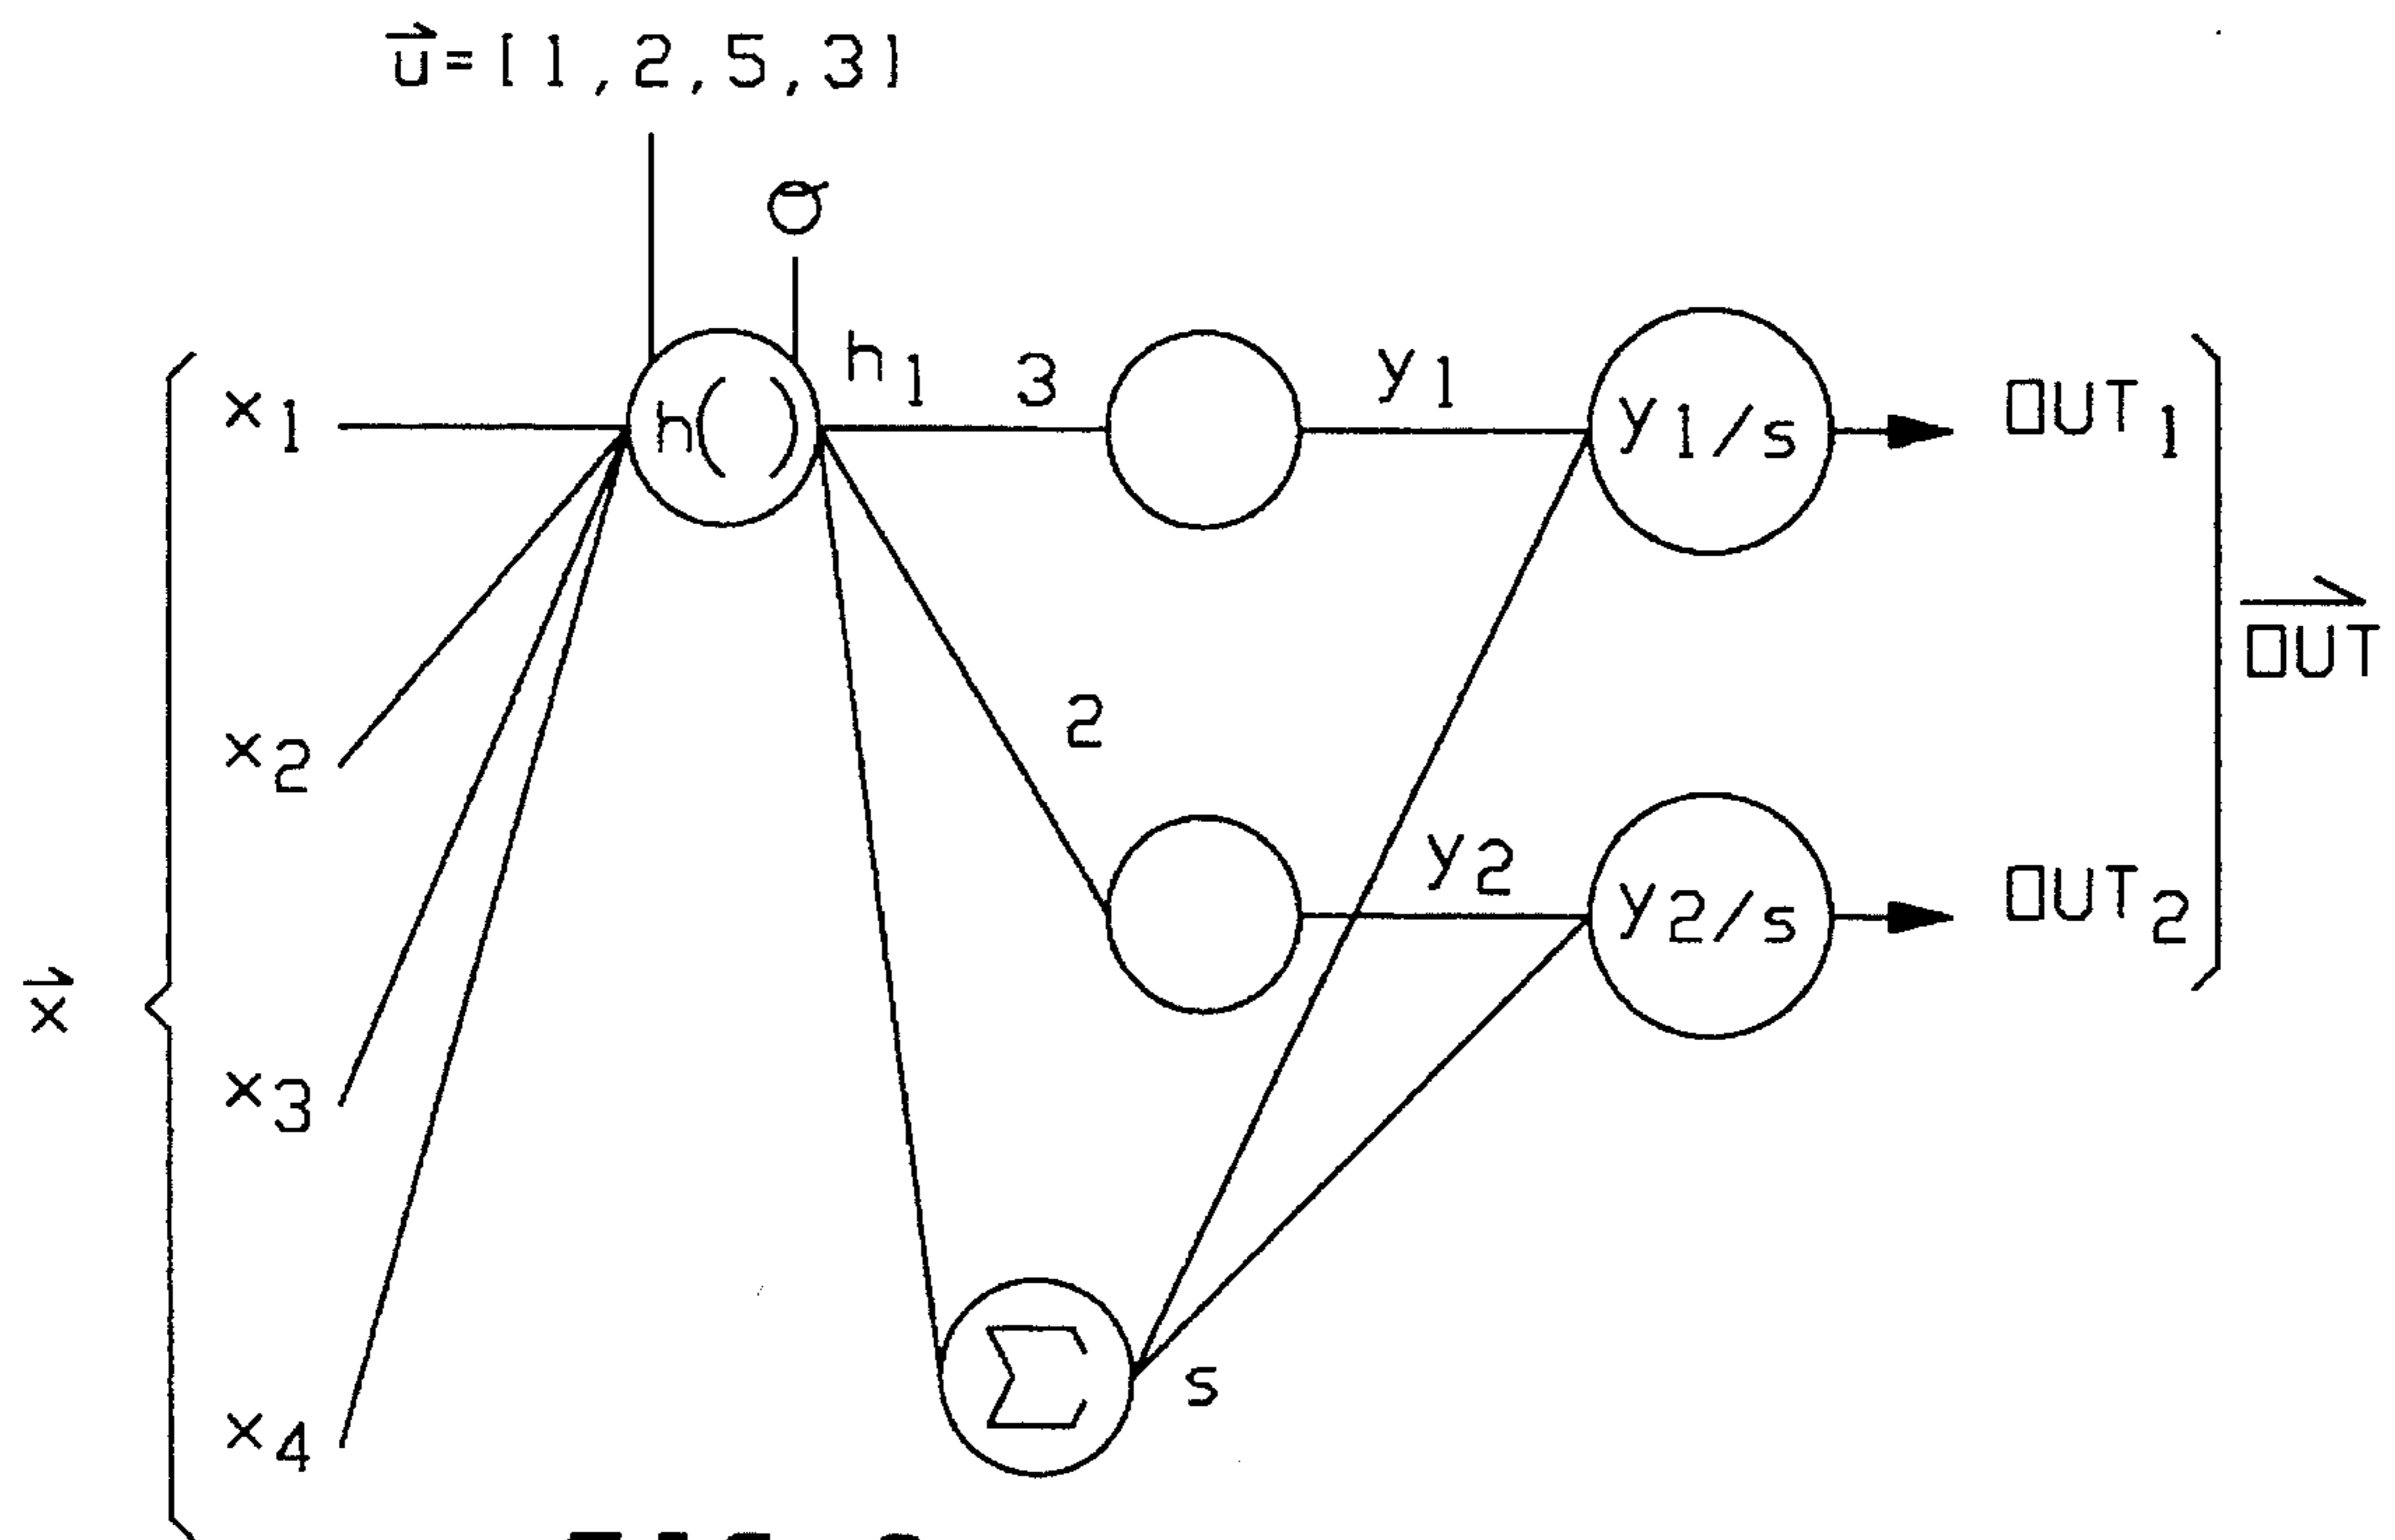 u=[1,2,5,3]
σ
h1 3 y1
x1 h( ) y1/s OUT1
OUT
2
x2
y2
y2/s OUT2
x
x3
Σ s
x4